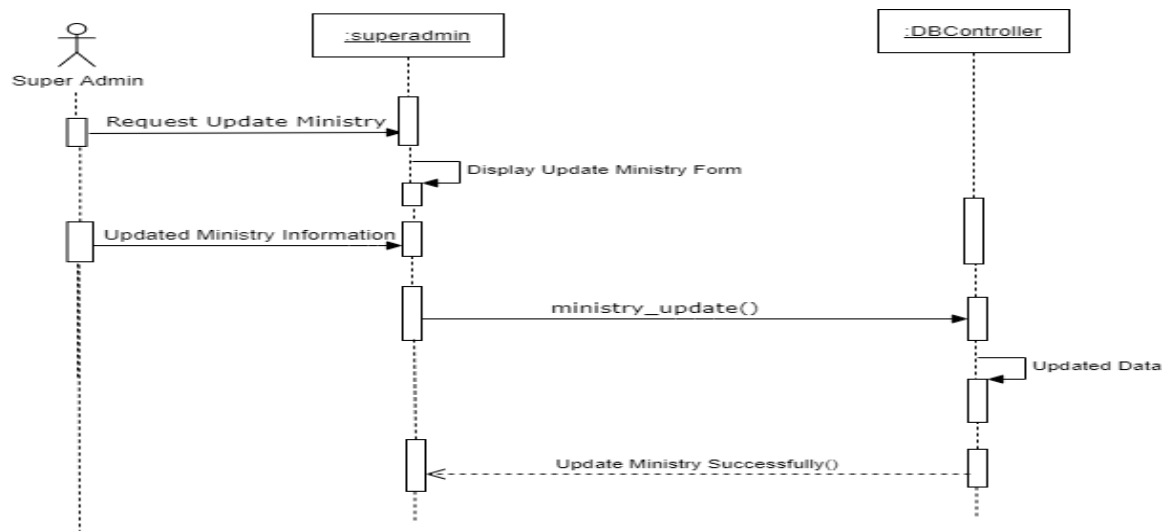 :superadmin
:DBController
Super Admin
Request Update Ministry
Display Update Ministry Form
Updated Ministry Information
ministry_update()
Updated Data
Update Ministry Successfully()